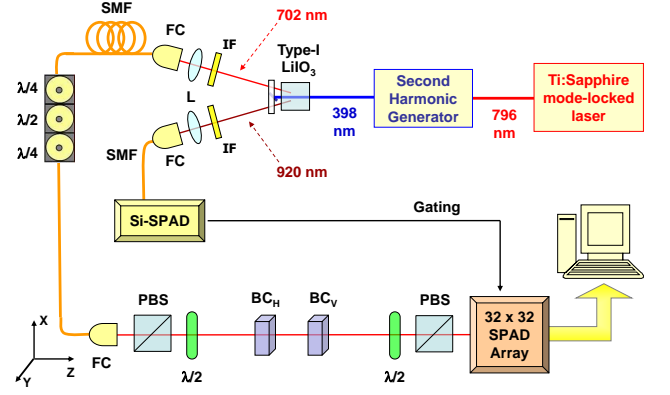 SMF
FC
IF
702 nm
Type-I
LiIO3
L
λ/4
λ/2
λ/4
SMF
FC
IF
920 nm
398
nm
Second
Harmonic
Generator
796
nm
Ti:Sapphire
mode-locked
laser
Si-SPAD
Gating
X
Z
Y
FC
PBS
λ/2
BCH
BCV
λ/2
PBS
32 x 32
SPAD
Array